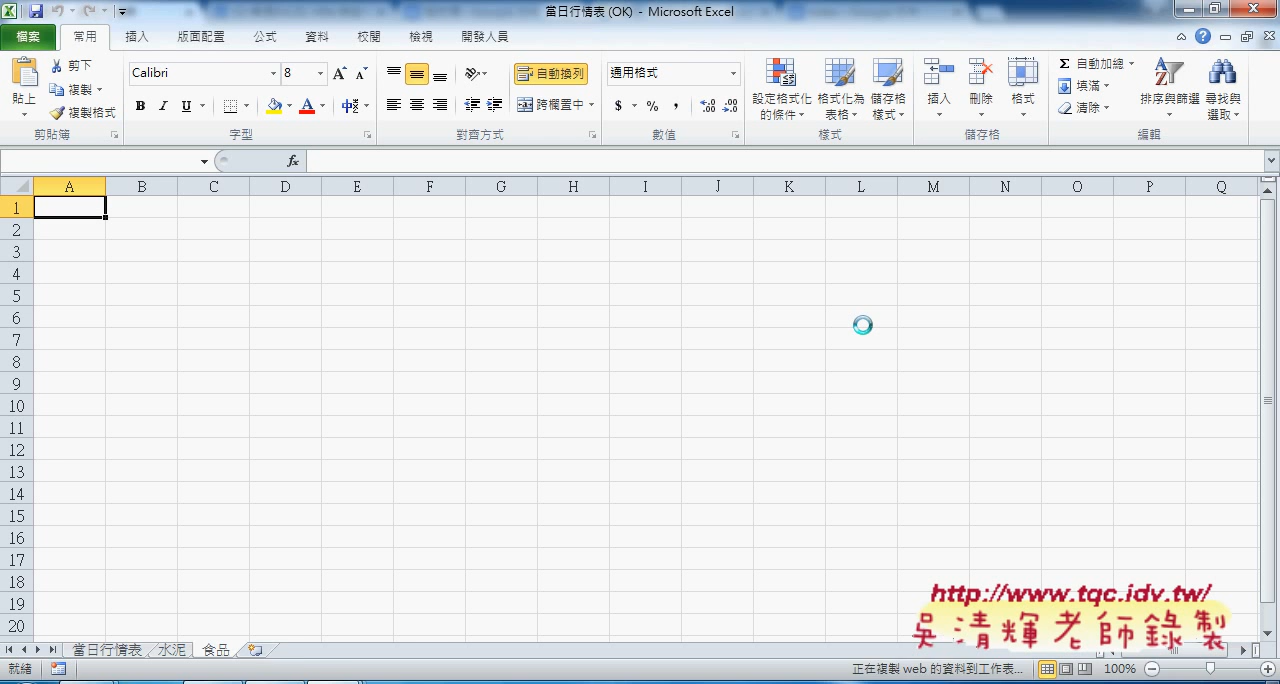 當日行情表 (OK) - Microsoft Excel
檔案 常用 插入 版面配置 公式 資料 校閱 檢視 開發人員
貼上 剪下 複製 複製格式 剪貼簿
Calibri 8
B I U 中 字型
自動換列
跨欄置中
對齊方式
通用格式
$ % , .0 .00 .00 .0
數值
設定格式化的條件 格式化為表格 儲存格樣式 樣式
插入 刪除 格式 儲存格
Σ 自動加總 填滿 清除 排序與篩選 尋找與選取 編輯
fx
A B C D E F G H I J K L M N O P Q
1
2
3
4
5
6
7
8
9
10
11
12
13
14
15
16
17
18
19
20
http://www.tqc.idv.tw/
吳清輝老師錄製
當日行情表 水泥 食品
就緒 正在複製 web 的資料到工作表... 100%